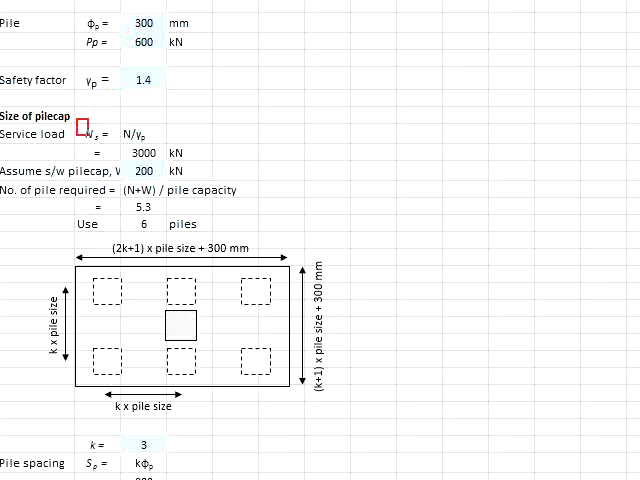 Pile ϕp = 300 mm
Pp = 600 kN
Safety factor γp = 1.4
Size of pilecap
Service load Ns = N/γp
= 3000 kN
Assume s/w pilecap, W 200 kN
No. of pile required = (N+W) / pile capacity
= 5.3
Use 6 piles
(2k+1) x pile size + 300 mm
k x pile size
(k+1) x pile size + 300 mm
k x pile size
k = 3
Pile spacing Sp = kϕp